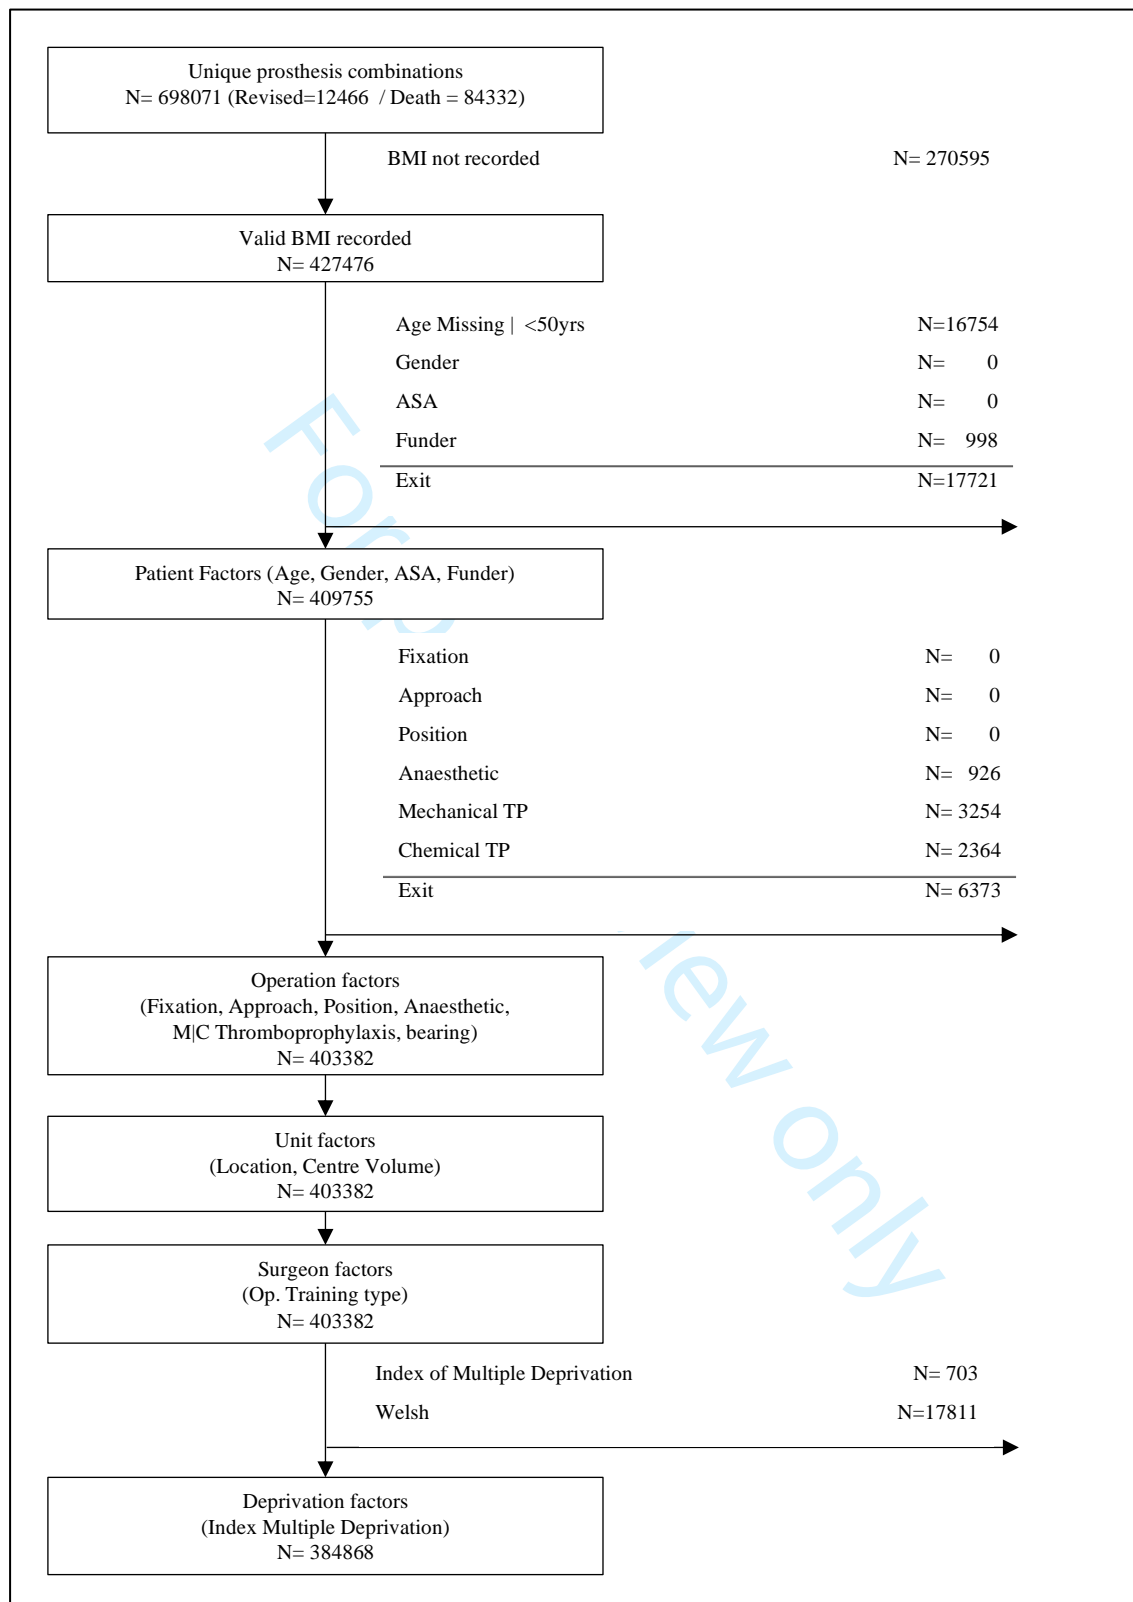 Unique prosthesis combinations
N= 698071 (Revised=12466 / Death = 84332)
BMI not recorded N= 270595
Valid BMI recorded
N= 427476
Age Missing | <50yrs N=16754
Gender N= 0
ASA N= 0
Funder N= 998
Exit N=17721
Patient Factors (Age, Gender, ASA, Funder)
N= 409755
Fixation N= 0
Approach N= 0
Position N= 0
Anaesthetic N= 926
Mechanical TP N= 3254
Chemical TP N= 2364
Exit N= 6373
Operation factors
(Fixation, Approach, Position, Anaesthetic,
M|C Thromboprophylaxis, bearing)
N= 403382
Unit factors
(Location, Centre Volume)
N= 403382
Surgeon factors
(Op. Training type)
N= 403382
Index of Multiple Deprivation N= 703
Welsh N=17811
Deprivation factors
(Index Multiple Deprivation)
N= 384868
For
only